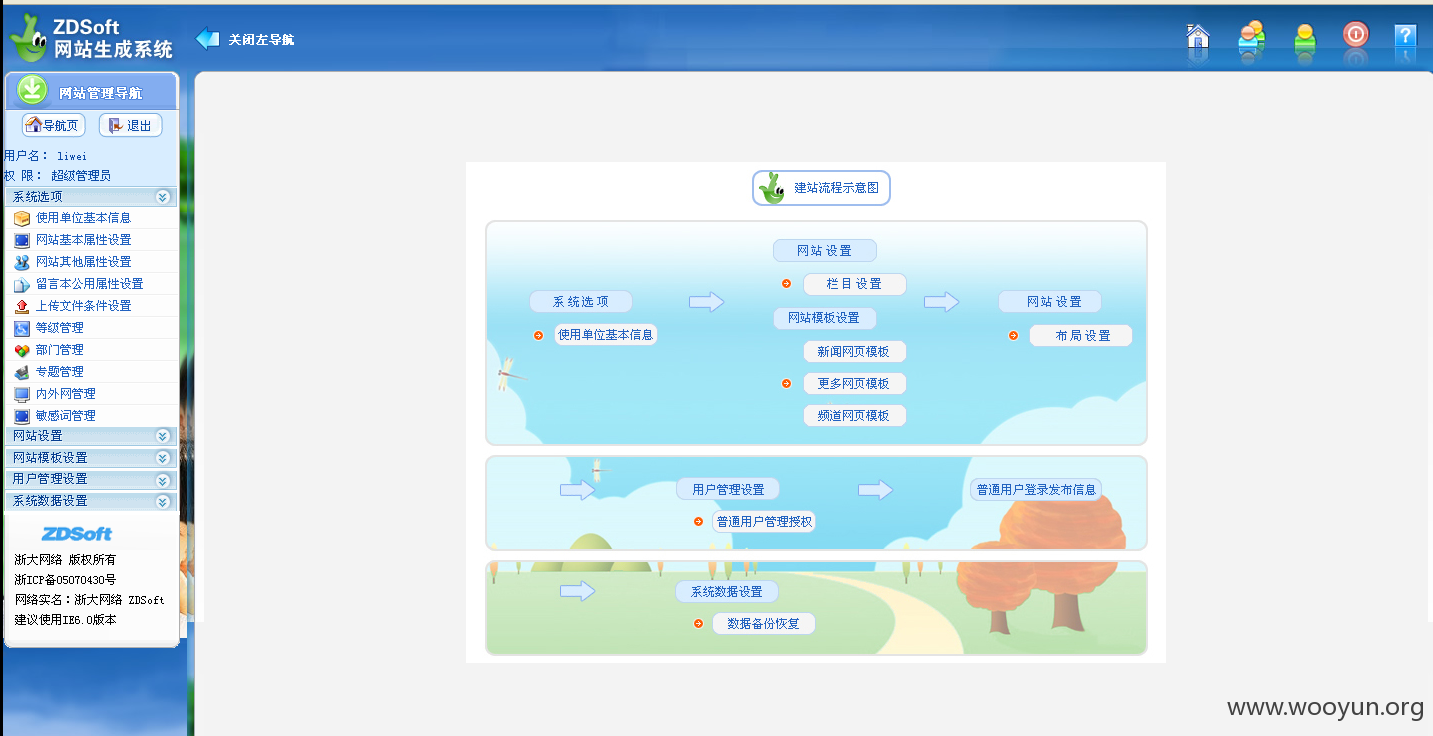 ZDSoft
网站生成系统
关闭左导航
网站管理导航
导航页 退出
用户名： liwei
权 限： 超级管理员
系统选项
使用单位基本信息
网站基本属性设置
网站其他属性设置
留言本公用属性设置
上传文件条件设置
等级管理
部门管理
专题管理
内外网管理
敏感词管理
网站设置
网站模板设置
用户管理设置
系统数据设置
ZDSoft
浙大网络 版权所有
浙ICP备05070430号
网络实名：浙大网络 ZDSoft
建议使用IE6.0版本
建站流程示意图
系统选项
使用单位基本信息
网站设置
栏目设置
网站模板设置
新闻网页模板
更多网页模板
频道网页模板
网站设置
布局设置
用户管理设置
普通用户管理授权
普通用户登录发布信息
系统数据设置
数据备份恢复
www.wooyun.org